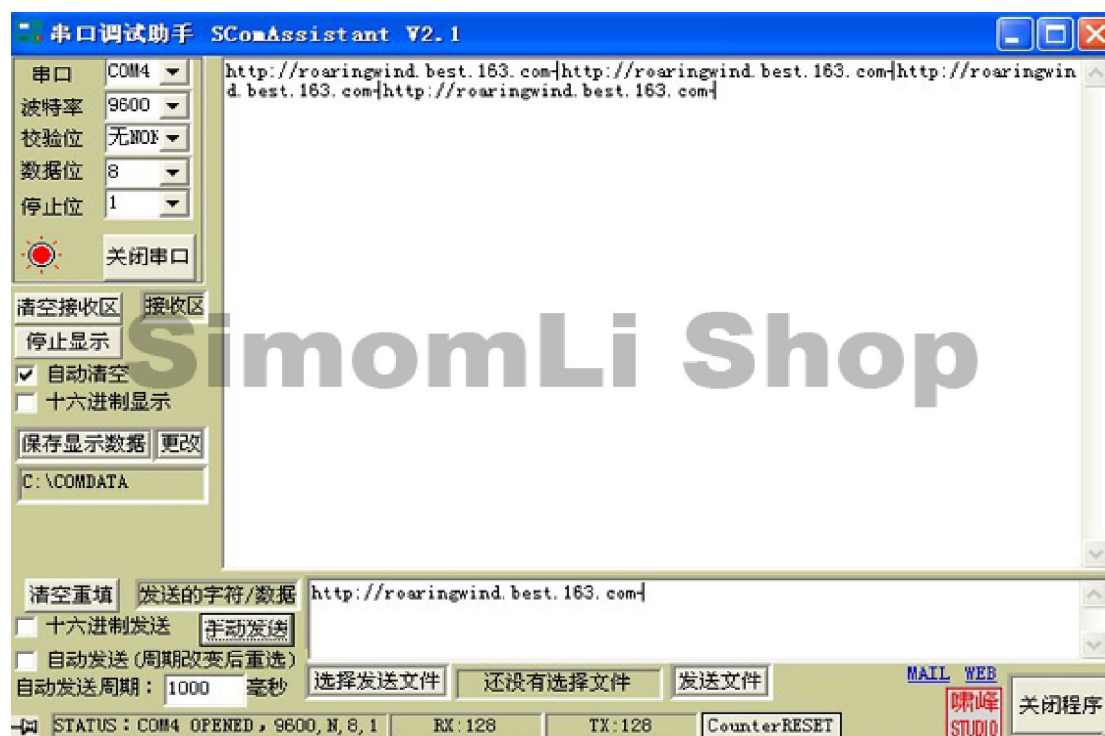 串口调试助手 SComAssistant V2.1
串口 COM4
波特率 9600
校验位 无NON
数据位 8
停止位 1
关闭串口
http://roaringwind.best.163.com┤http://roaringwind.best.163.com┤http://roaringwin
d.best.163.com┤http://roaringwind.best.163.com┤
清空接收区 接收区
停止显示
自动清空
十六进制显示
保存显示数据 更改
C:\COMDATA
SimomLi Shop
清空重填 发送的字符/数据 http://roaringwind.best.163.com┤
十六进制发送 手动发送
自动发送(周期改变后重选)
自动发送周期： 1000 毫秒 选择发送文件 还没有选择文件 发送文件 MAIL WEB
啸峰
STUDIO
关闭程序
STATUS：COM4 OPENED，9600,N,8,1 RX:128 TX:128 CounterRESET